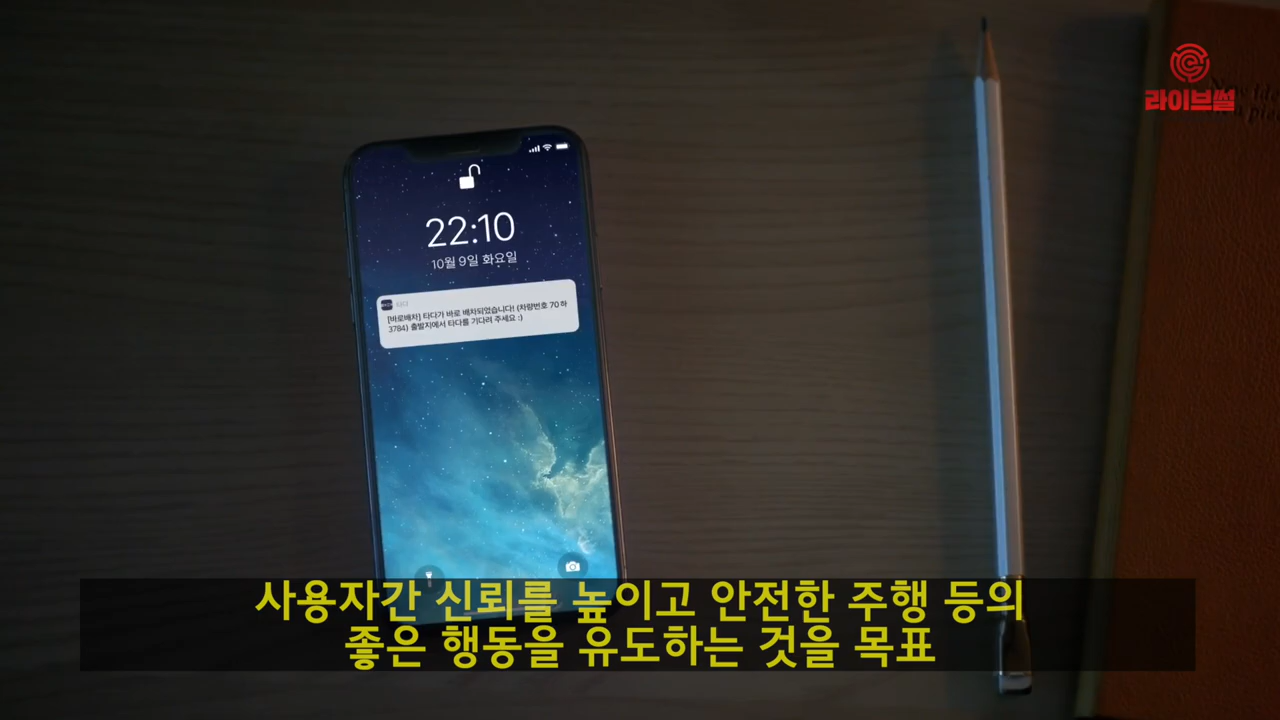 라이브썰
22:10
10월 9일 화요일
타다
[바로배차] 타다가 바로 배차되었습니다! (차량번호 70하
3784) 출발지에서 타다를 기다려 주세요 :)
사용자간 신뢰를 높이고 안전한 주행 등의
좋은 행동을 유도하는 것을 목표